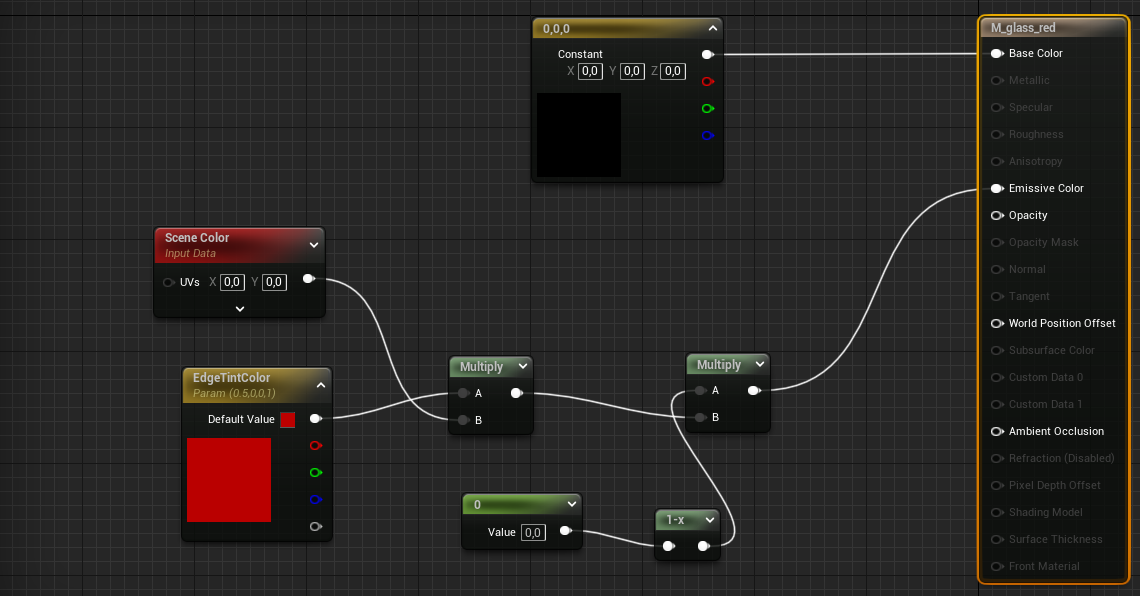 0,0,0
Constant
X 0,0 Y 0,0 Z 0,0
M_glass_red
Base Color
Metallic
Specular
Roughness
Anisotropy
Emissive Color
Opacity
Opacity Mask
Normal
Tangent
World Position Offset
Subsurface Color
Custom Data 0
Custom Data 1
Ambient Occlusion
Refraction (Disabled)
Pixel Depth Offset
Shading Model
Surface Thickness
Front Material
Scene Color
Input Data
UVs X 0,0 Y 0,0
EdgeTintColor
Param (0.5,0,0,1)
Default Value
Multiply
A
B
Multiply
A
B
0
Value 0,0
1-x